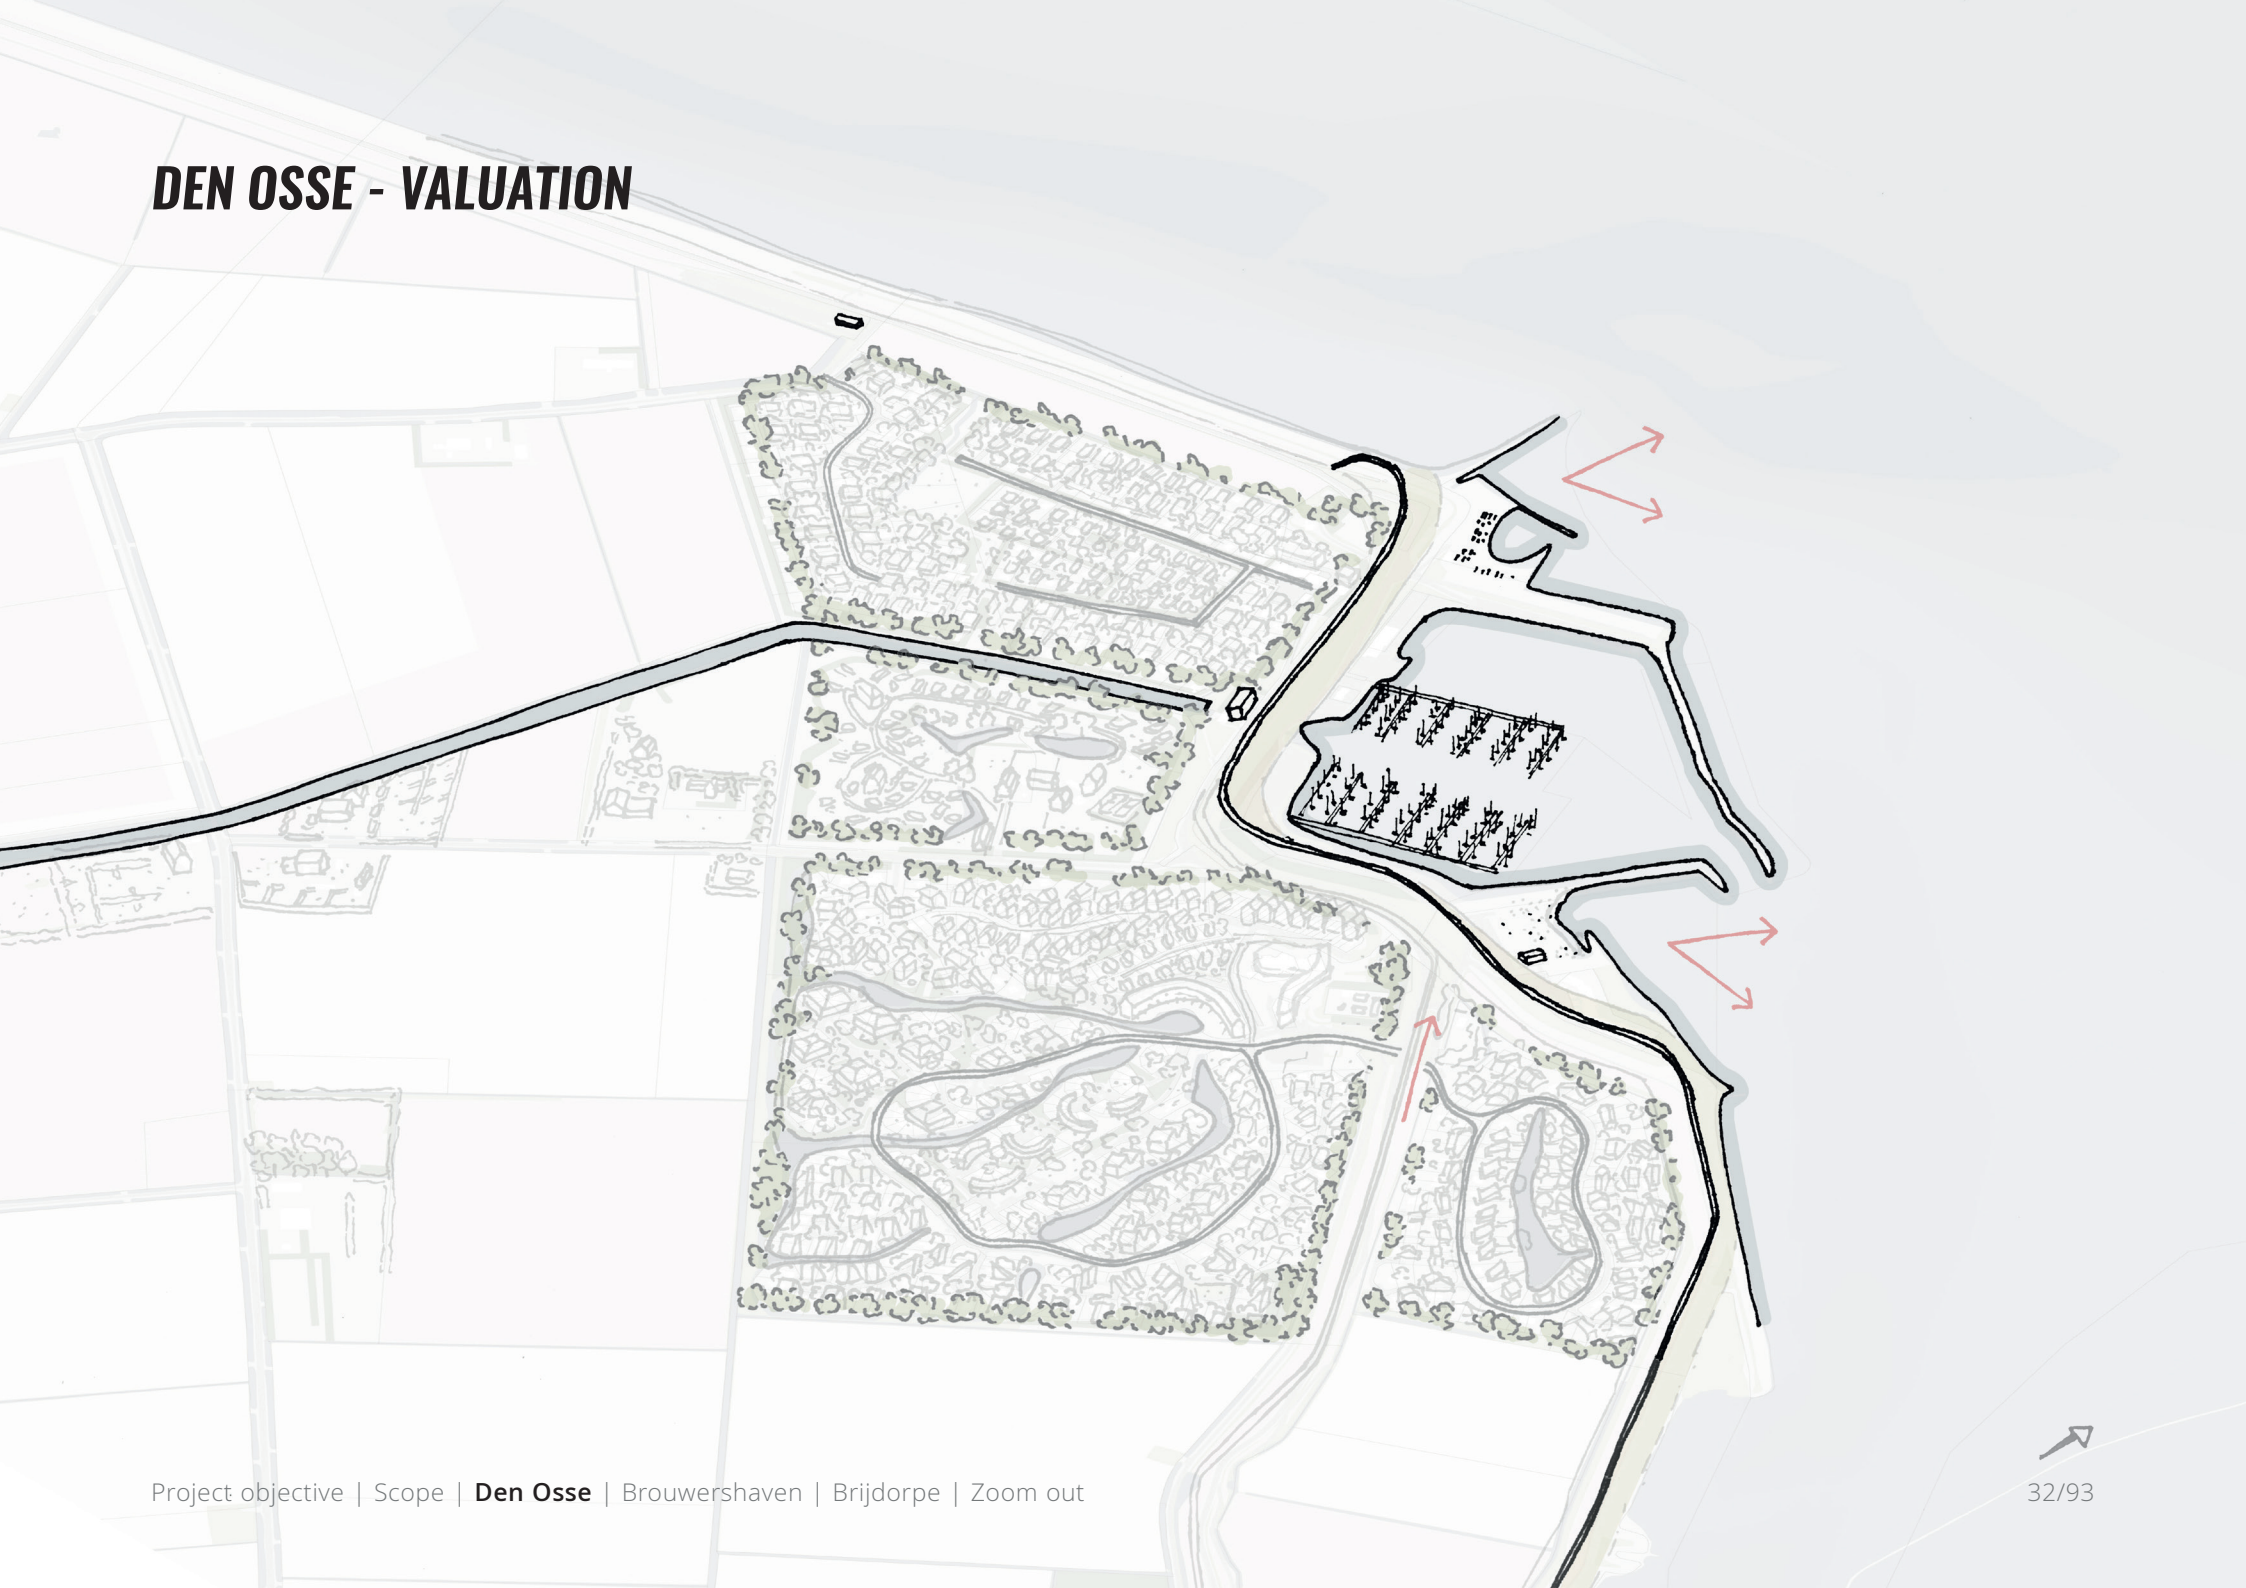 DEN OSSE - VALUATION
Project objective | Scope | Den Osse | Brouwershaven | Brijdorpe | Zoom out
32/93